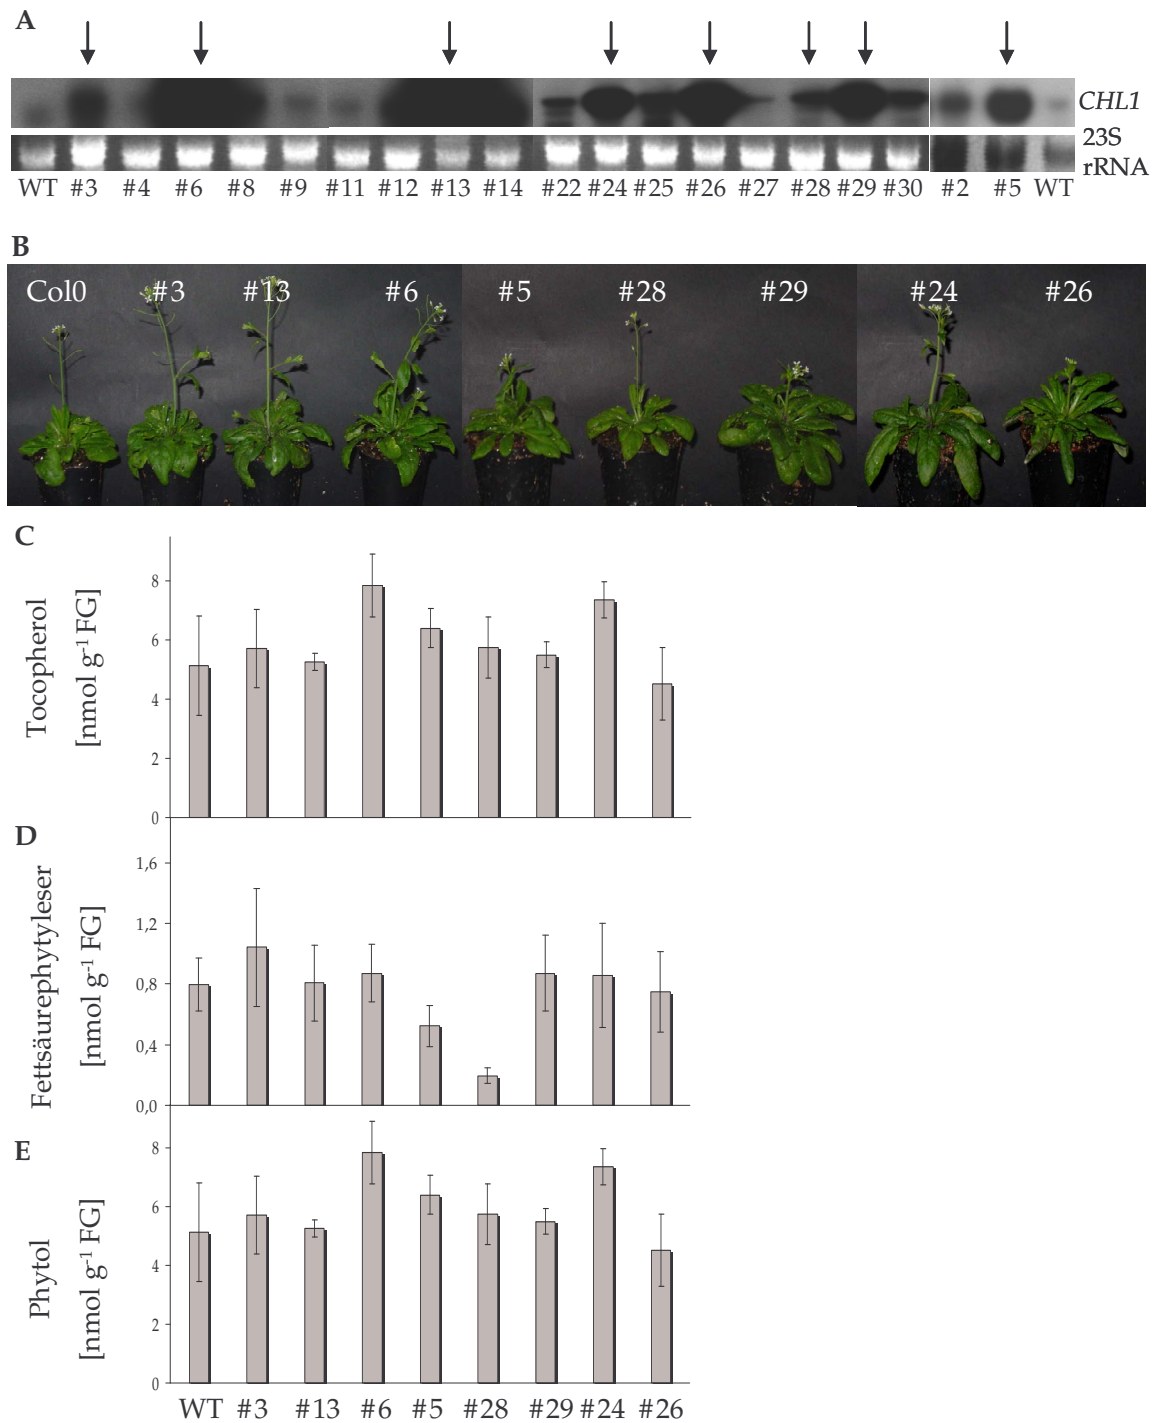 A
CHL1
23S
rRNA
WT #3 #4 #6 #8 #9 #11 #12 #13 #14 #22 #24 #25 #26 #27 #28 #29 #30 #2 #5 WT
B
Col0 #3 #13 #6 #5 #28 #29 #24 #26
C
Tocopherol
[nmol g-1 FG]
8
6
4
2
0
D
Fettsäurephytyleser
[nmol g-1 FG]
1,6
1,2
0,8
0,4
0,0
E
Phytol
[nmol g-1 FG]
8
6
4
2
0
WT #3 #13 #6 #5 #28 #29 #24 #26